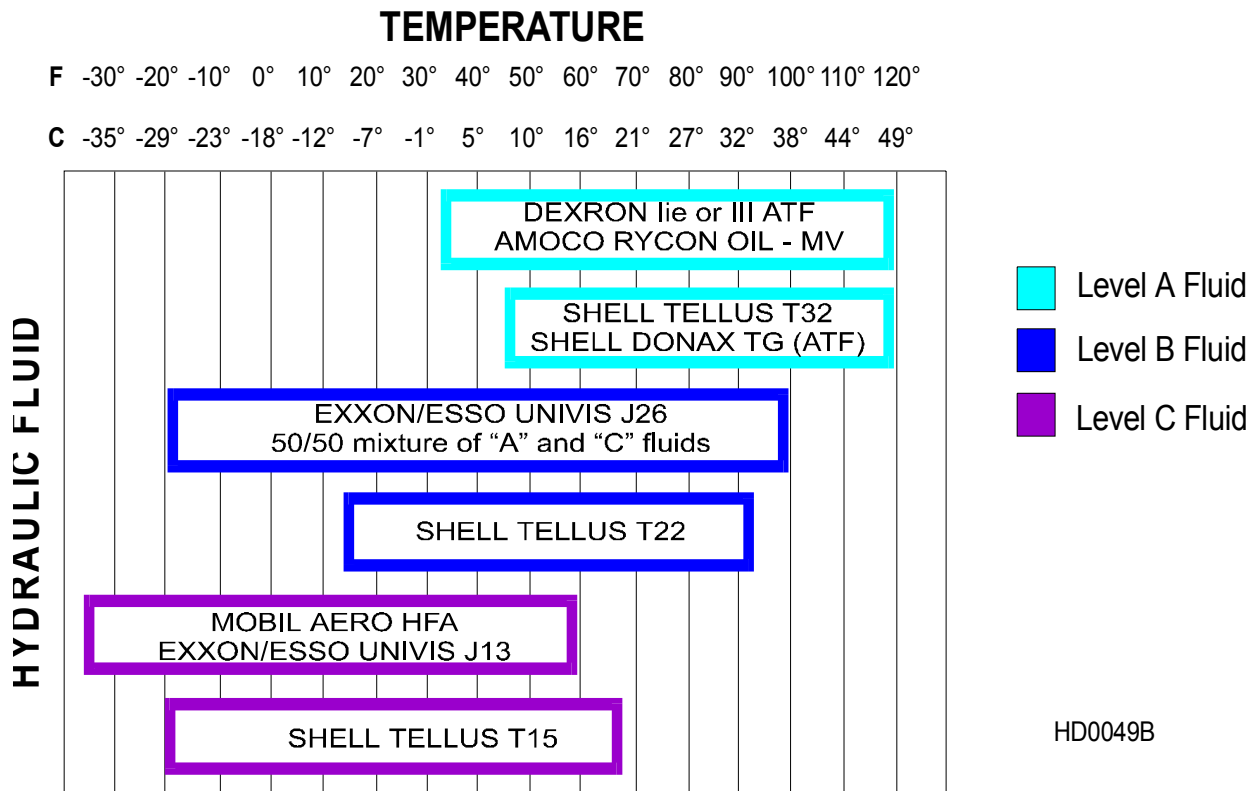 TEMPERATURE
F -30° -20° -10° 0° 10° 20° 30° 40° 50° 60° 70° 80° 90° 100° 110° 120°
C -35° -29° -23° -18° -12° -7° -1° 5° 10° 16° 21° 27° 32° 38° 44° 49°
HYDRAULIC FLUID
DEXRON Iie or III ATF
AMOCO RYCON OIL - MV
SHELL TELLUS T32
SHELL DONAX TG (ATF)
EXXON/ESSO UNIVIS J26
50/50 mixture of “A” and “C” fluids
SHELL TELLUS T22
MOBIL AERO HFA
EXXON/ESSO UNIVIS J13
SHELL TELLUS T15
Level A Fluid
Level B Fluid
Level C Fluid
HD0049B